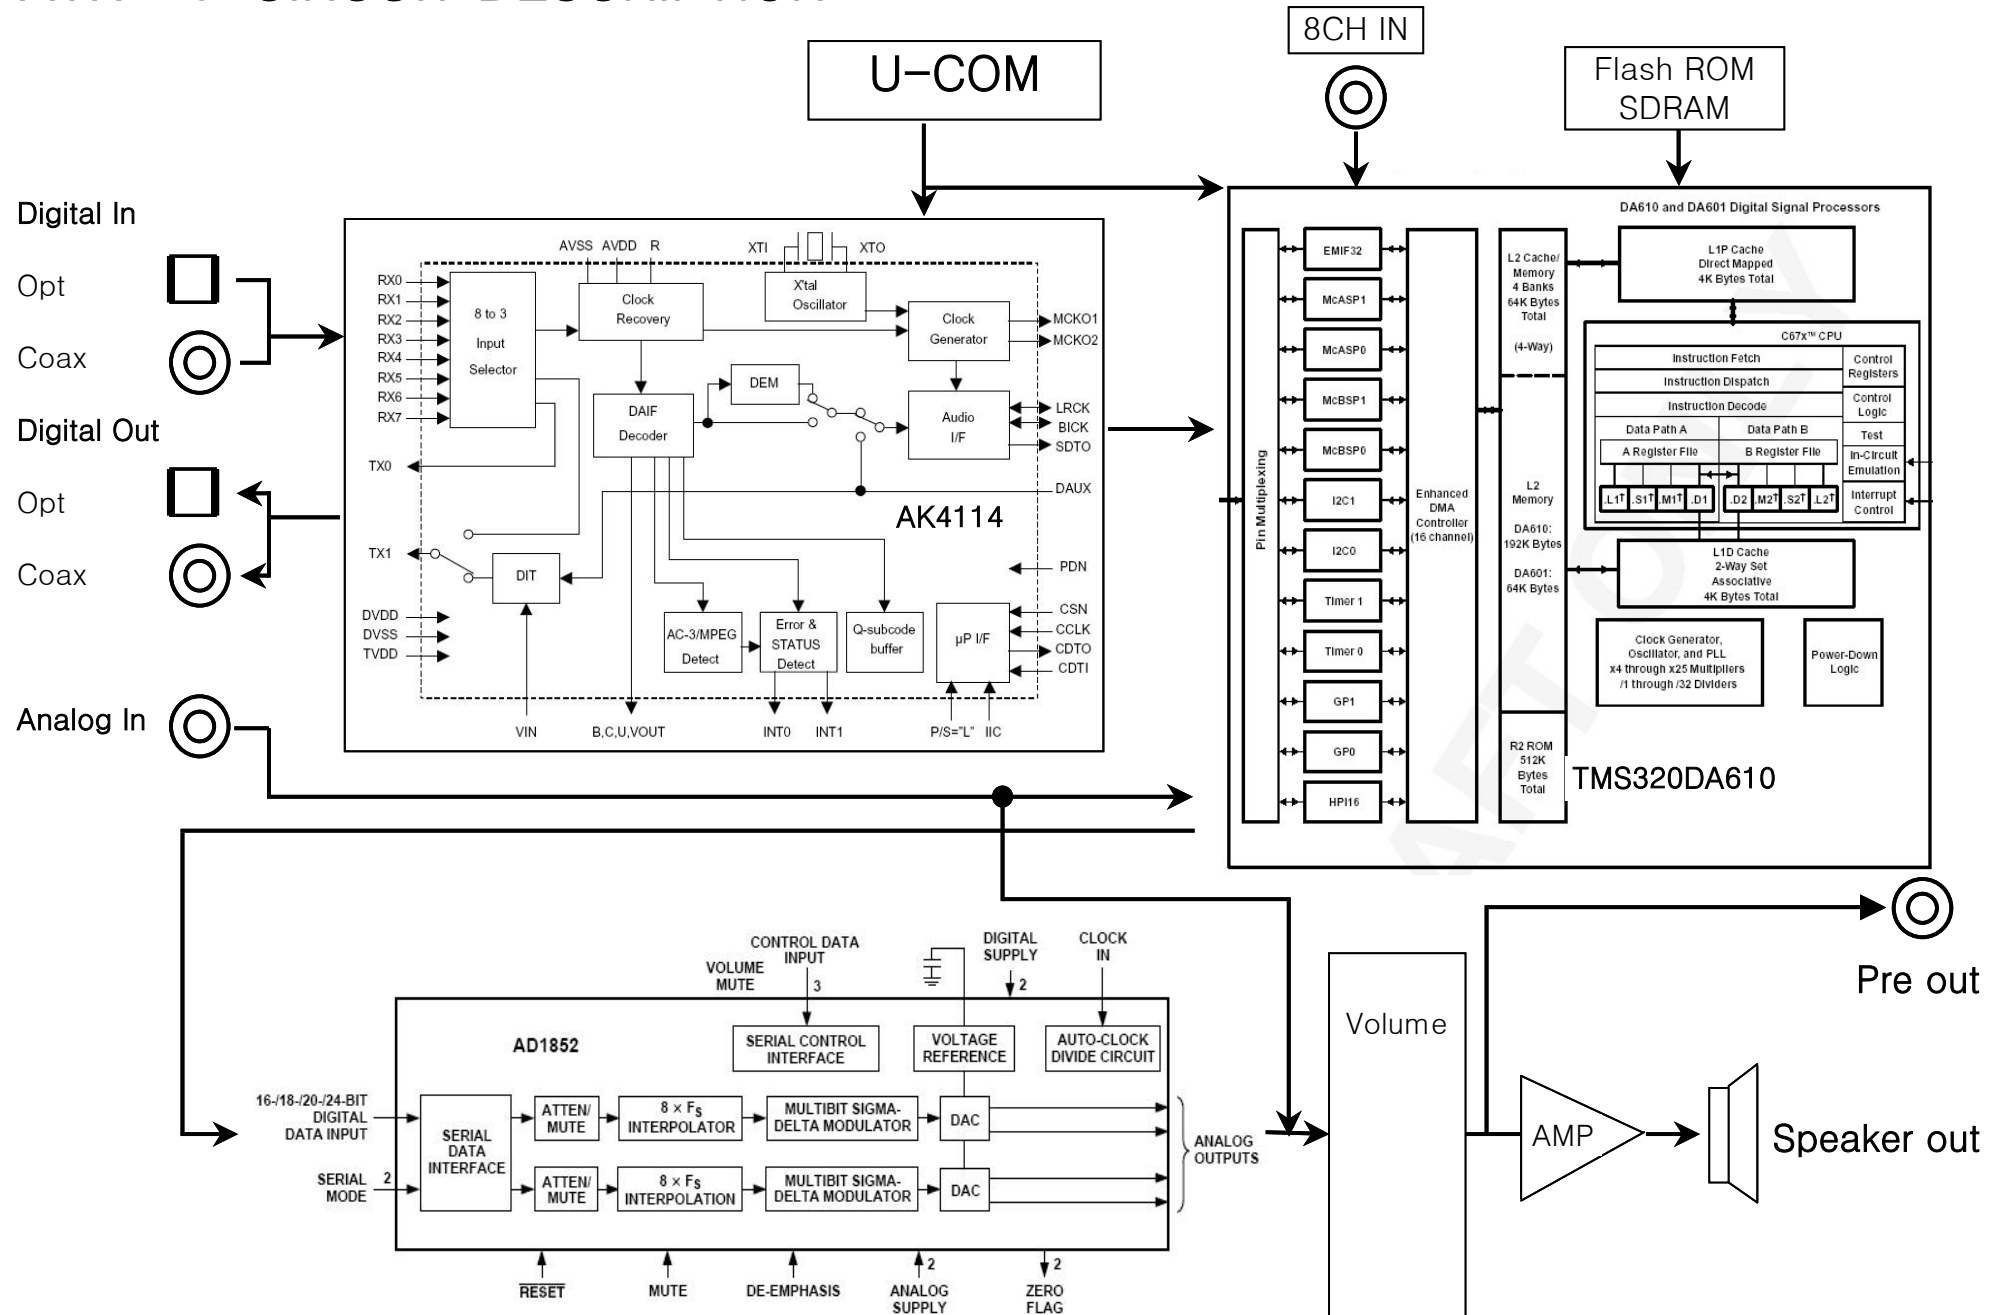 8CH IN
U-COM
Flash ROM
SDRAM
Digital In
Opt
Coax
Digital Out
Opt
Coax
Analog In
AVSS AVDD R
XTI
XTO
RX0
RX1
RX2
RX3
RX4
RX5
RX6
RX7
8 to 3
Input
Selector
Clock
Recovery
X'tal
Oscillator
Clock
Generator
MCKO1
MCKO2
DEM
DAIF
Decoder
Audio
I/F
LRCK
BICK
SDTO
TX0
DAUX
AK4114
TX1
DIT
PDN
DVDD
DVSS
TVDD
AC-3/MPEG
Detect
Error &
STATUS
Detect
Q-subcode
buffer
µP I/F
CSN
CCLK
CDTO
CDTI
VIN
B,C,U,VOUT
INT0
INT1
P/S="L"
IIC
DA610 and DA601 Digital Signal Processors
Pin Multiplexing
EMIF32
McASP1
McASP0
McBSP1
McBSP0
I2C1
I2C0
Timer 1
Timer 0
GP1
GP0
HPI16
Enhanced
DMA
Controller
(16 channel)
L2 Cache/
Memory
4 Banks
64K Bytes
Total
(4-Way)
L2
Memory
DA610:
192K Bytes
DA601:
64K Bytes
R2 ROM
512K
Bytes
Total
L1P Cache
Direct Mapped
4K Bytes Total
C67x™ CPU
Instruction Fetch
Instruction Dispatch
Instruction Decode
Data Path A
Data Path B
A Register File
B Register File
.L1†
.S1†
.M1†
.D1
.D2
.M2†
.S2†
.L2†
Control
Registers
Control
Logic
Test
In-Circuit
Emulation
Interrupt
Control
L1D Cache
2-Way Set
Associative
4K Bytes Total
Clock Generator,
Oscillator, and PLL
x4 through x25 Multipliers
/1 through /32 Dividers
Power-Down
Logic
TMS320DA610
Pre out
CONTROL DATA
INPUT
VOLUME
MUTE
3
DIGITAL
SUPPLY
2
CLOCK
IN
AD1852
SERIAL CONTROL
INTERFACE
VOLTAGE
REFERENCE
AUTO-CLOCK
DIVIDE CIRCUIT
16-/18-/20-/24-BIT
DIGITAL
DATA INPUT
SERIAL
MODE
2
SERIAL
DATA
INTERFACE
ATTEN/
MUTE
8 × FS
INTERPOLATOR
MULTIBIT SIGMA-
DELTA MODULATOR
DAC
ATTEN/
MUTE
8 × FS
INTERPOLATION
MULTIBIT SIGMA-
DELTA MODULATOR
DAC
ANALOG
OUTPUTS
RESET
MUTE
DE-EMPHASIS
2
ANALOG
SUPPLY
2
ZERO
FLAG
Volume
AMP
Speaker out